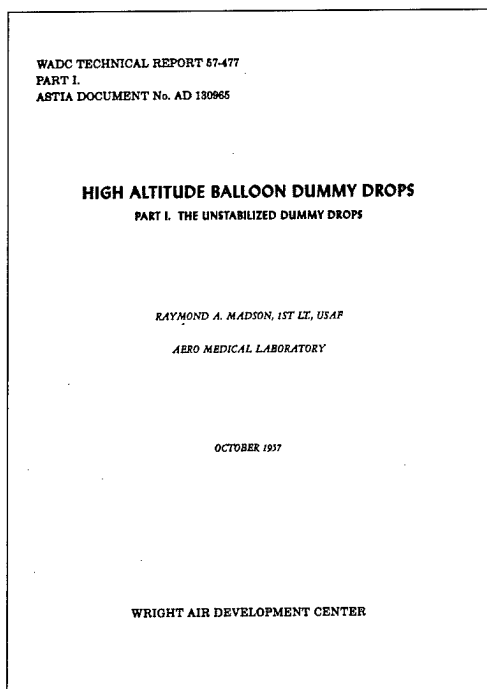 WADC TECHNICAL REPORT 57-477
PART I.
ASTIA DOCUMENT No. AD 130965
HIGH ALTITUDE BALLOON DUMMY DROPS
PART I. THE UNSTABILIZED DUMMY DROPS
RAYMOND A. MADSON, 1ST LT., USAF
AERO MEDICAL LABORATORY
OCTOBER 1957
WRIGHT AIR DEVELOPMENT CENTER